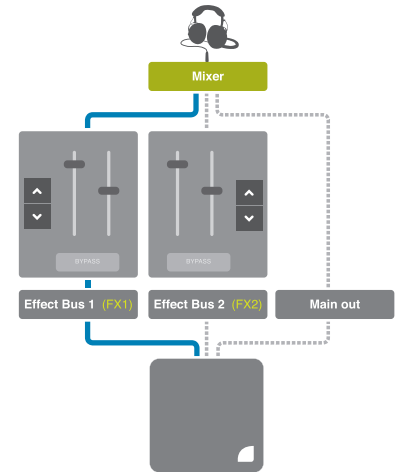 Mixer
BYPASS
BYPASS
Effect Bus 1 (FX1)
Effect Bus 2 (FX2)
Main out